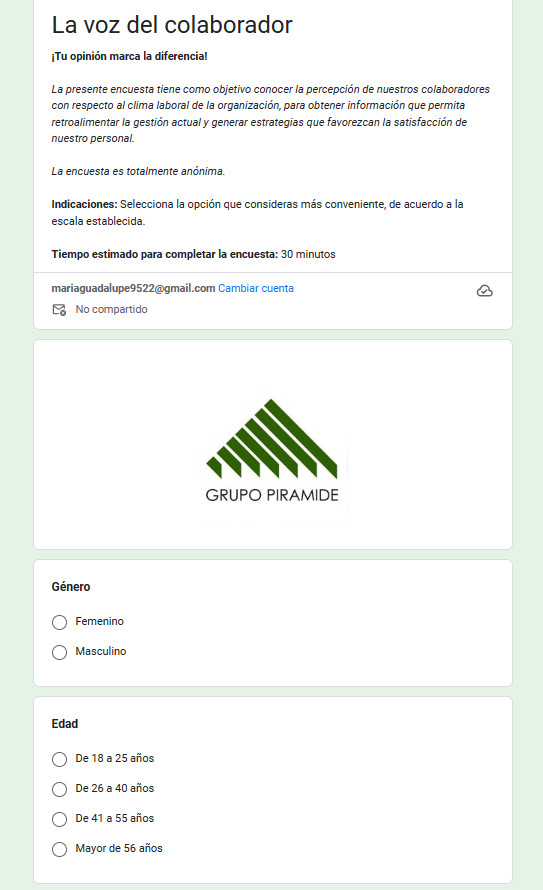 La voz del colaborador
¡Tu opinión marca la diferencia!
La presente encuesta tiene como objetivo conocer la percepción de nuestros colaboradores
con respecto al clima laboral de la organización, para obtener información que permita
retroalimentar la gestión actual y generar estrategias que favorezcan la satisfacción de
nuestro personal.
La encuesta es totalmente anónima.
Indicaciones: Selecciona la opción que consideras más conveniente, de acuerdo a la
escala establecida.
Tiempo estimado para completar la encuesta: 30 minutos
mariaguadalupe9522@gmail.com Cambiar cuenta
No compartido
GRUPO PIRAMIDE
Género
Femenino
Masculino
Edad
De 18 a 25 años
De 26 a 40 años
De 41 a 55 años
Mayor de 56 años